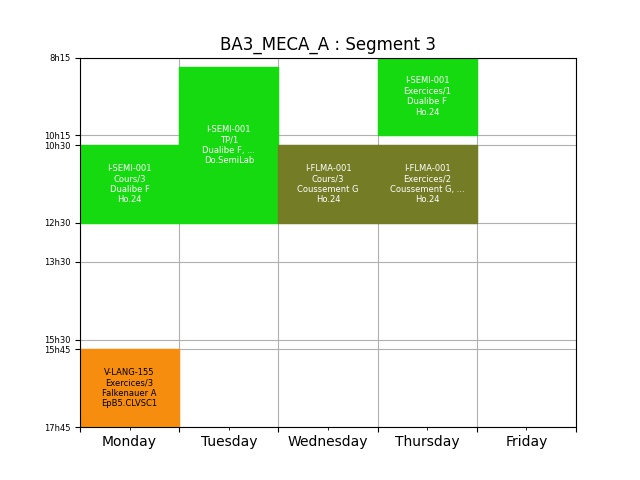 BA3_MECA_A : Segment 3
8h15
10h15
10h30
12h30
13h30
15h30
15h45
17h45
I-SEMI-001
Cours/3
Dualibe F
Ho.24
V-LANG-155
Exercices/3
Falkenauer A
EpB5.CLVSC1
I-SEMI-001
TP/1
Dualibe F, ...
Do.SemiLab
I-FLMA-001
Cours/3
Coussement G
Ho.24
I-SEMI-001
Exercices/1
Dualibe F
Ho.24
I-FLMA-001
Exercices/2
Coussement G, ...
Ho.24
Monday
Tuesday
Wednesday
Thursday
Friday